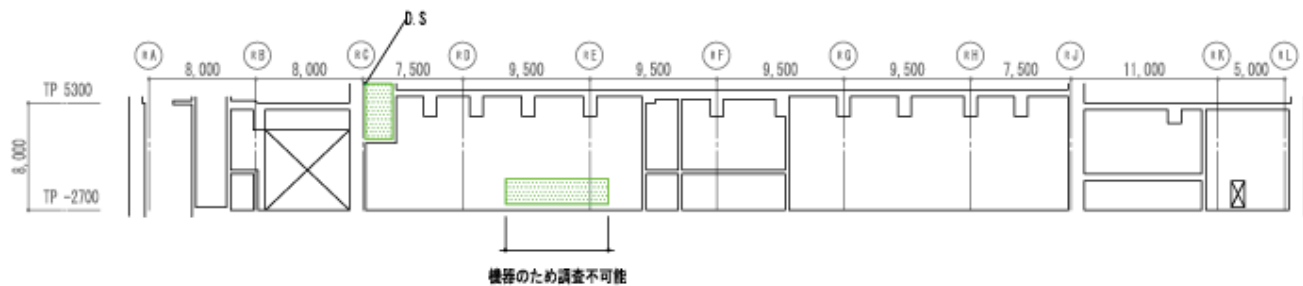 D.S
RA RB RC RD RE RF RG RH RJ RK RL
8,000 8,000 7,500 9,500 9,500 9,500 9,500 7,500 11,000 5,000
TP 5300
8,000
TP -2700
機器のため調査不可能